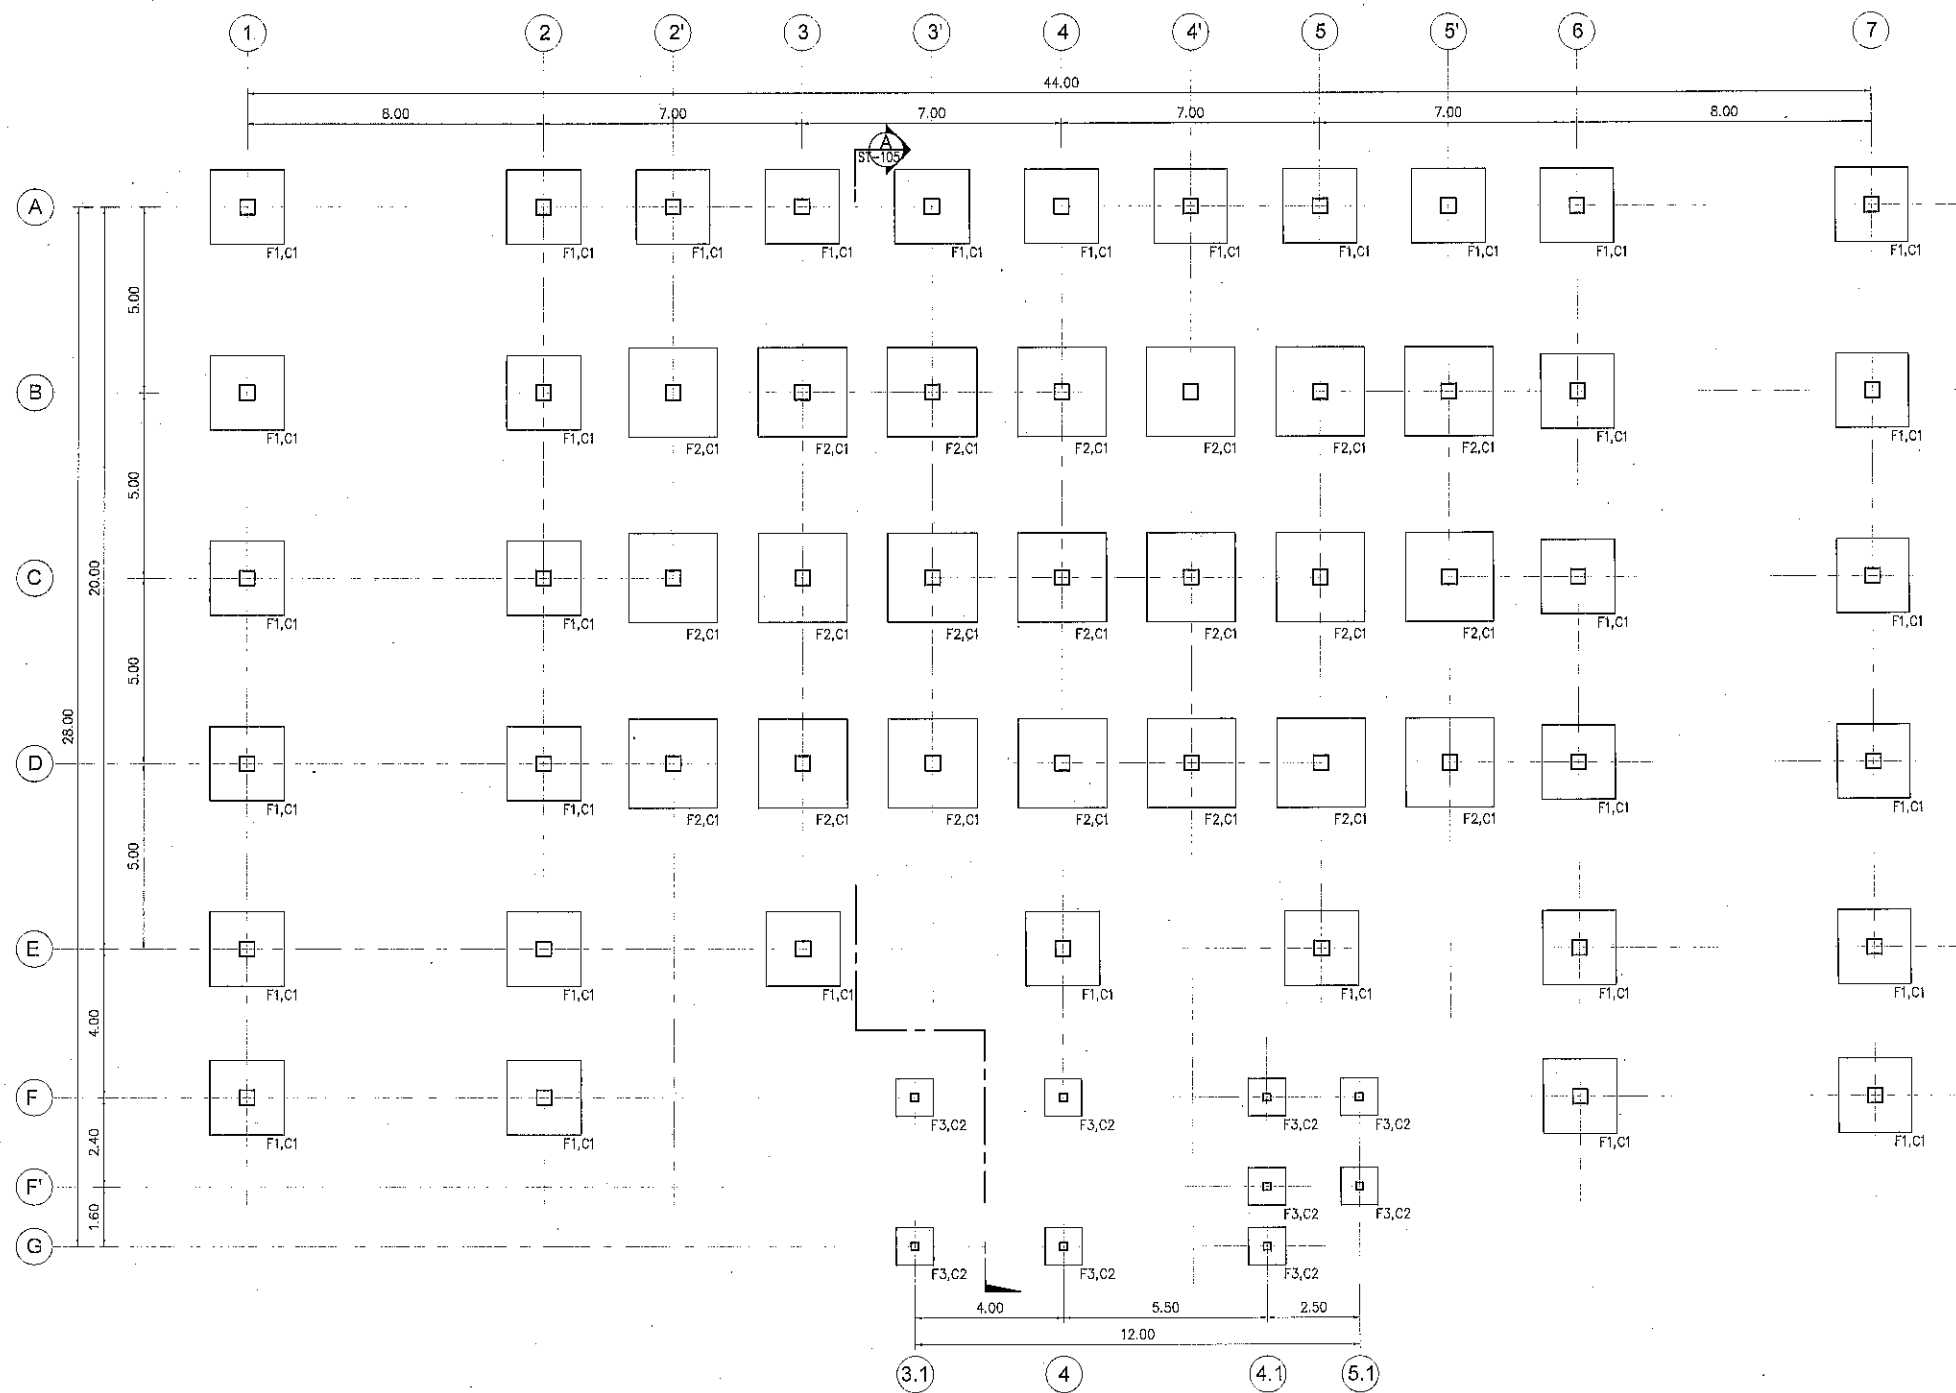 1 2 2' 3 3' 4 4' 5 5' 6 7
44.00
8.00 7.00 7.00 7.00 7.00 8.00
A
ST-105
A
F1,C1 F1,C1 F1,C1 F1,C1 F1,C1 F1,C1 F1,C1 F1,C1 F1,C1 F1,C1 F1,C1
5.00
B
F1,C1 F1,C1 F2,C1 F2,C1 F2,C1 F2,C1 F2,C1 F2,C1 F2,C1 F1,C1 F1,C1
5.00
C
20.00
F1,C1 F1,C1 F2,C1 F2,C1 F2,C1 F2,C1 F2,C1 F2,C1 F2,C1 F1,C1 F1,C1
5.00
28.00
D
F1,C1 F1,C1 F2,C1 F2,C1 F2,C1 F2,C1 F2,C1 F2,C1 F2,C1 F1,C1 F1,C1
5.00
E
F1,C1 F1,C1 F1,C1 F1,C1 F1,C1 F1,C1 F1,C1
4.00
F
F3,C2 F3,C2 F3,C2 F3,C2
F1,C1 F1,C1 F1,C1 F1,C1
2.40
F'
F3,C2 F3,C2
1.60
G
F3,C2 F3,C2 F3,C2
4.00 5.50 2.50
12.00
3.1 4 4.1 5.1